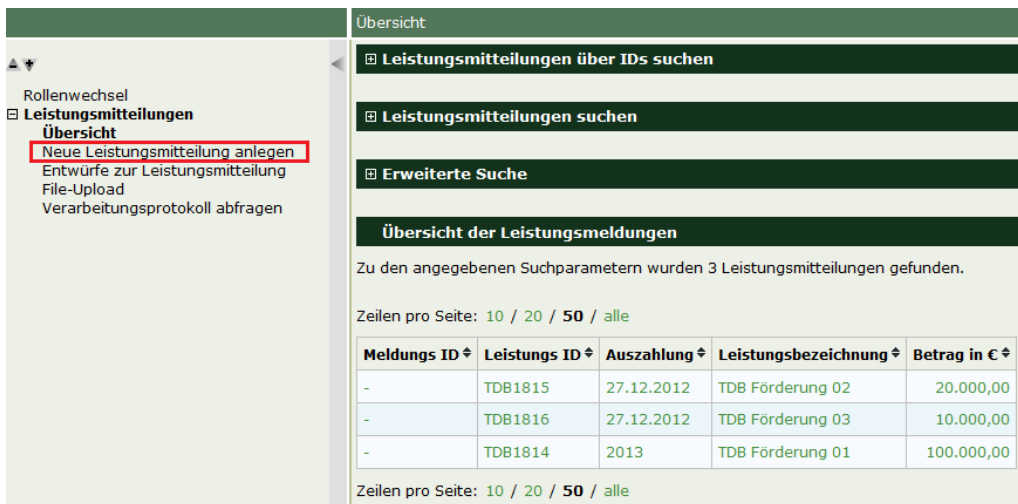 Übersicht
Rollenwechsel
Leistungsmitteilungen
Übersicht
Neue Leistungsmitteilung anlegen
Entwürfe zur Leistungsmitteilung
File-Upload
Verarbeitungsprotokoll abfragen
Leistungsmitteilungen über IDs suchen
Leistungsmitteilungen suchen
Erweiterte Suche
Übersicht der Leistungsmeldungen
Zu den angegebenen Suchparametern wurden 3 Leistungsmitteilungen gefunden.
Zeilen pro Seite: 10 / 20 / 50 / alle
Meldungs ID Leistungs ID Auszahlung Leistungsbezeichnung Betrag in €
- TDB1815 27.12.2012 TDB Förderung 02 20.000,00
- TDB1816 27.12.2012 TDB Förderung 03 10.000,00
- TDB1814 2013 TDB Förderung 01 100.000,00
Zeilen pro Seite: 10 / 20 / 50 / alle